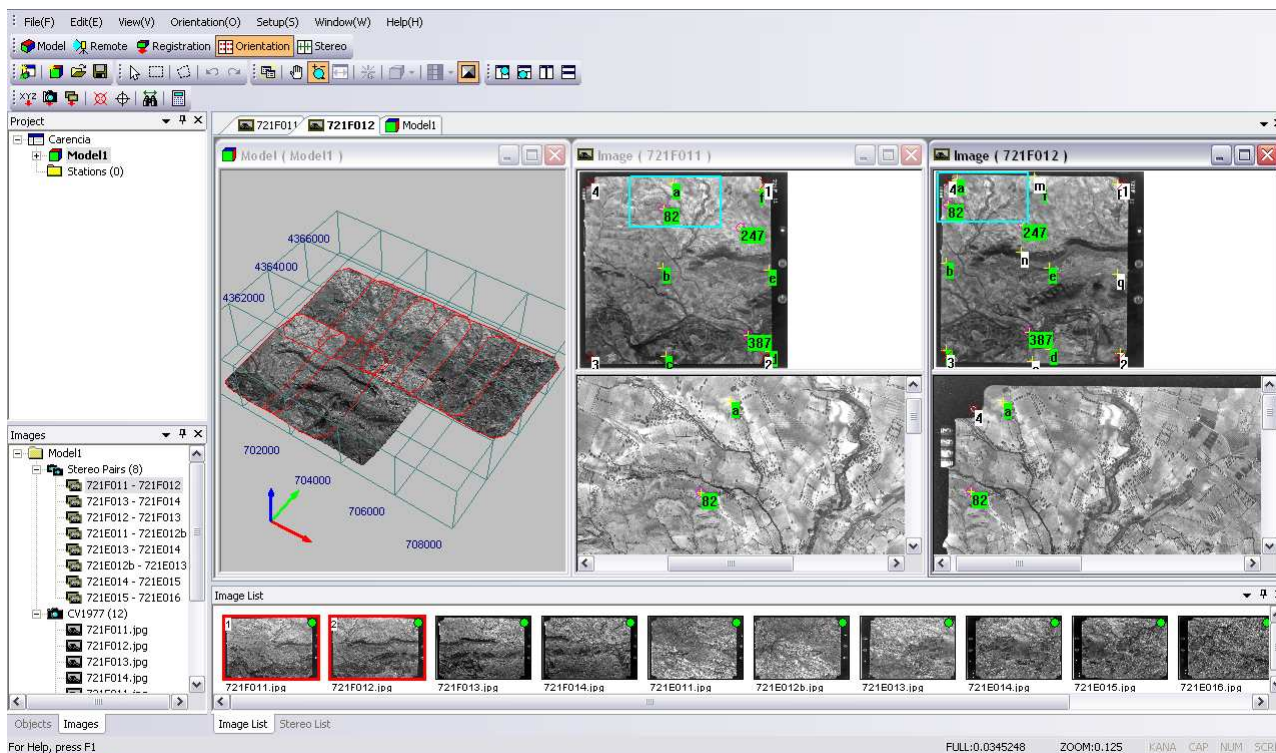 File(F) Edit(E) View(V) Orientation(O) Setup(S) Window(W) Help(H)
Model Remote Registration Orientation Stereo
XYZ
Project
Carencia
Model1
Stations (0)
721F011 721F012 Model1
Model ( Model1 )
4366000
4364000
4362000
702000
704000
706000
708000
Image ( 721F011 )
4 a 1
f
82
247
b e
387
3 c 2 d
a
82
Image ( 721F012 )
4 a m f 1
f
82
247
n
b e q
387
3 d 2
4 a
82
Images
Model1
Stereo Pairs (8)
721F011 - 721F012
721F013 - 721F014
721F012 - 721F013
721E011 - 721E012b
721E013 - 721E014
721E012b - 721E013
721E014 - 721E015
721E015 - 721E016
CV1977 (12)
721F011.jpg
721F012.jpg
721F013.jpg
721F014.jpg
721E011.jpg
Objects Images
Image List
1 2
721F011.jpg 721F012.jpg 721F013.jpg 721F014.jpg 721E011.jpg 721E012b.jpg 721E013.jpg 721E014.jpg 721E015.jpg 721E016.jpg
Image List Stereo List
For Help, press F1
FULL:0.0345248 ZOOM:0.125 KANA CAP NUM SCRL